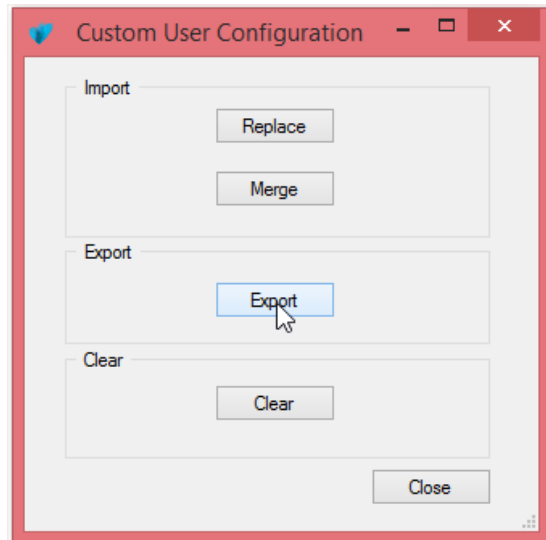 Custom User Configuration
Import
Replace
Merge
Export
Export
Clear
Clear
Close